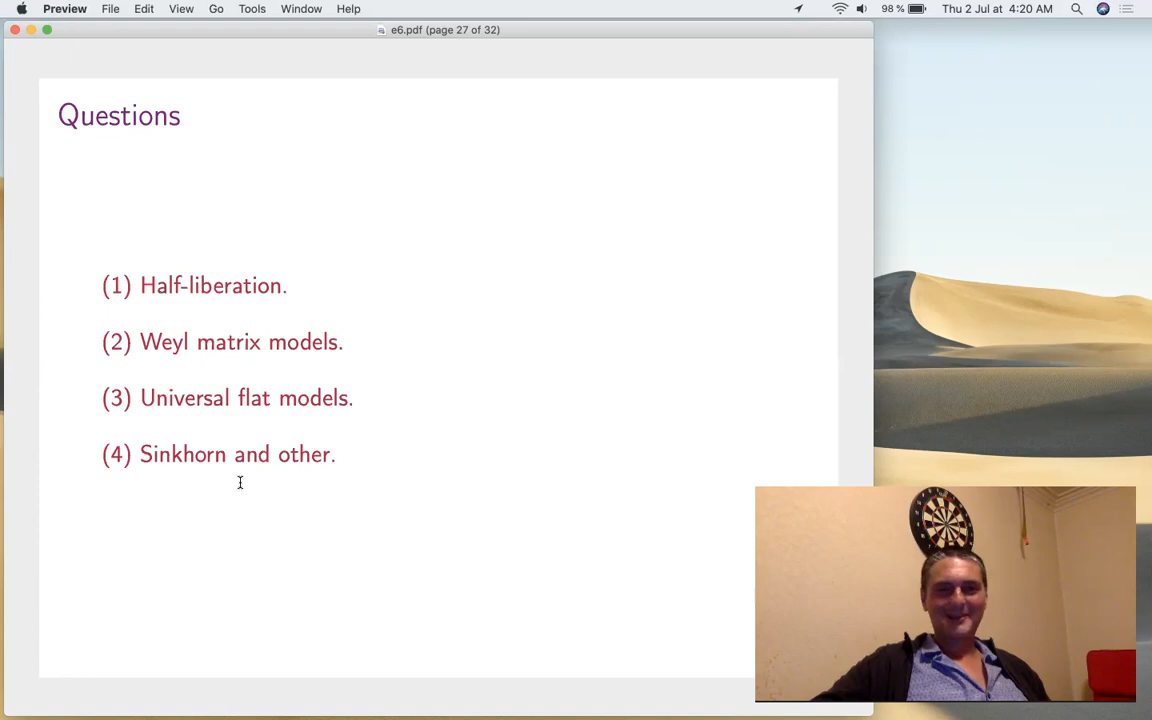 Preview File Edit View Go Tools Window Help 98 % Thu 2 Jul at 4:20 AM
e6.pdf (page 27 of 32)
Questions
(1) Half-liberation.
(2) Weyl matrix models.
(3) Universal flat models.
(4) Sinkhorn and other.